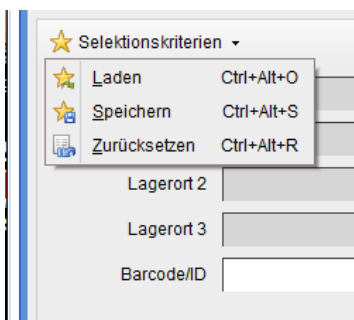 Selektionskriterien
Laden Ctrl+Alt+O
Speichern Ctrl+Alt+S
Zurücksetzen Ctrl+Alt+R
Lagerort 2
Lagerort 3
Barcode/ID